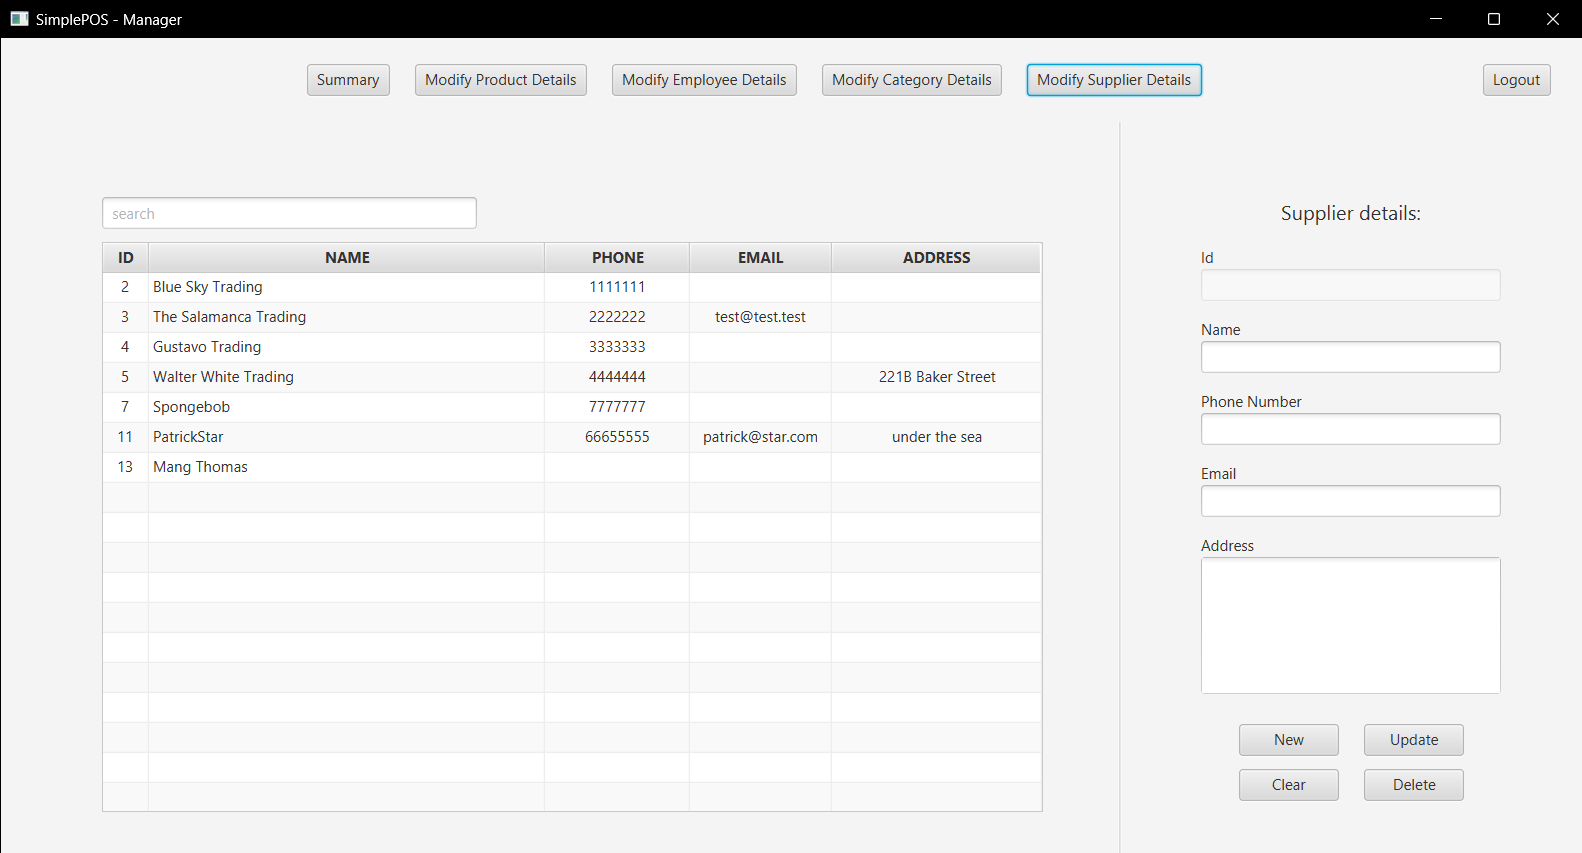 SimplePOS - Manager
Summary Modify Product Details Modify Employee Details Modify Category Details Modify Supplier Details Logout
search
ID NAME PHONE EMAIL ADDRESS
2 Blue Sky Trading 1111111
3 The Salamanca Trading 2222222 test@test.test
4 Gustavo Trading 3333333
5 Walter White Trading 4444444 221B Baker Street
7 Spongebob 7777777
11 PatrickStar 66655555 patrick@star.com under the sea
13 Mang Thomas
Supplier details:
Id
Name
Phone Number
Email
Address
New Update
Clear Delete